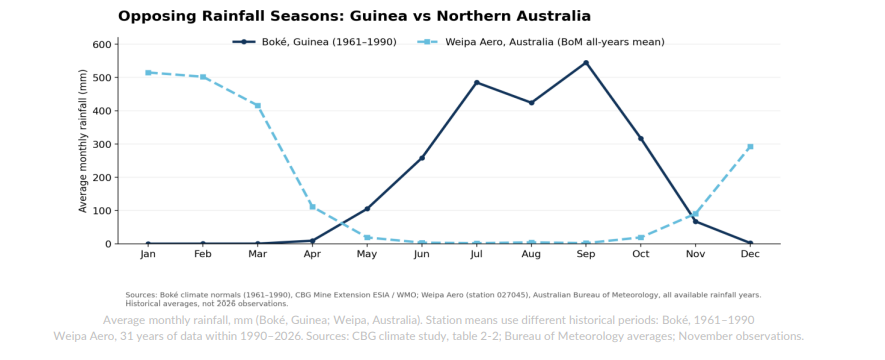 Opposing Rainfall Seasons: Guinea vs Northern Australia
Boké, Guinea (1961–1990)
Weipa Aero, Australia (BoM all-years mean)
Average monthly rainfall (mm)
600
500
400
300
200
100
0
Jan Feb Mar Apr May Jun Jul Aug Sep Oct Nov Dec
Sources: Boké climate normals (1961–1990), CBG Mine Extension ESIA / WMO; Weipa Aero (station 027045), Australian Bureau of Meteorology, all available rainfall years.
Historical averages, not 2026 observations.
Average monthly rainfall, mm (Boké, Guinea; Weipa, Australia). Station means use different historical periods: Boké, 1961–1990
Weipa Aero, 31 years of data within 1990–2026. Sources: CBG climate study, table 2-2; Bureau of Meteorology averages; November observations.